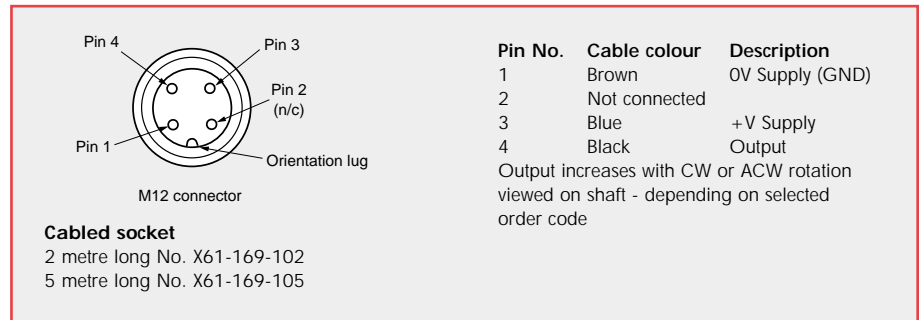 Pin 4
Pin 3
Pin 2
(n/c)
Pin 1
Orientation lug
M12 connector
Cabled socket
2 metre long No. X61-169-102
5 metre long No. X61-169-105
Pin No. Cable colour Description
1 Brown 0V Supply (GND)
2 Not connected
3 Blue +V Supply
4 Black Output
Output increases with CW or ACW rotation
viewed on shaft - depending on selected
order code